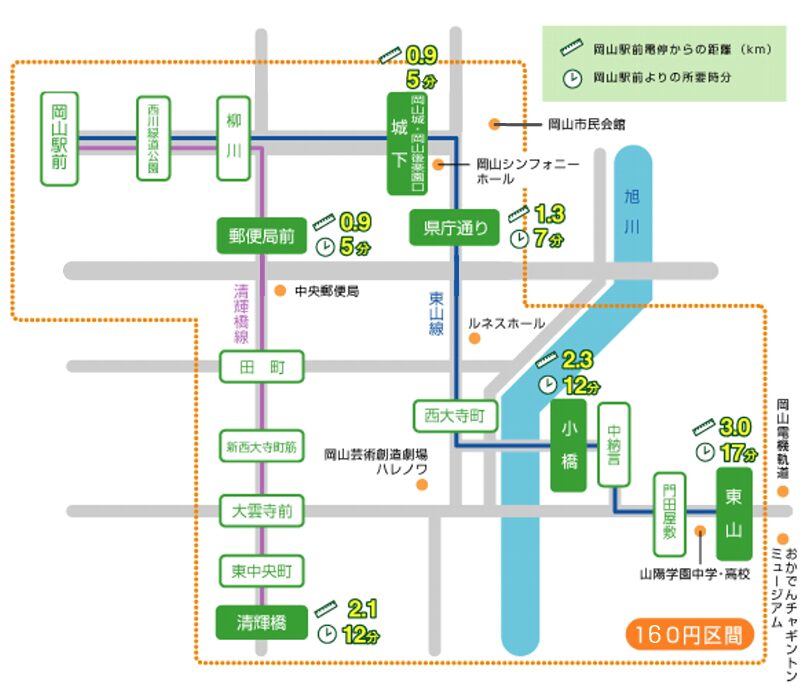 岡山駅前電停からの距離（km）
岡山駅前よりの所要時分
0.9
5分
岡山駅前
西川緑道公園
柳川
城下
岡山城・岡山後楽園口
岡山市民会館
岡山シンフォニー
ホール
旭川
郵便局前
0.9
5分
県庁通り
1.3
7分
清輝橋線
中央郵便局
東山線
ルネスホール
田町
2.3
12分
西大寺町
小橋
中納言
3.0
17分
岡山電機軌道
新西大寺町筋
岡山芸術創造劇場
ハレノワ
大雲寺前
門田屋敷
東山
東中央町
山陽学園中学・高校
おかでんチャギントン
ミュージアム
清輝橋
2.1
12分
160円区間